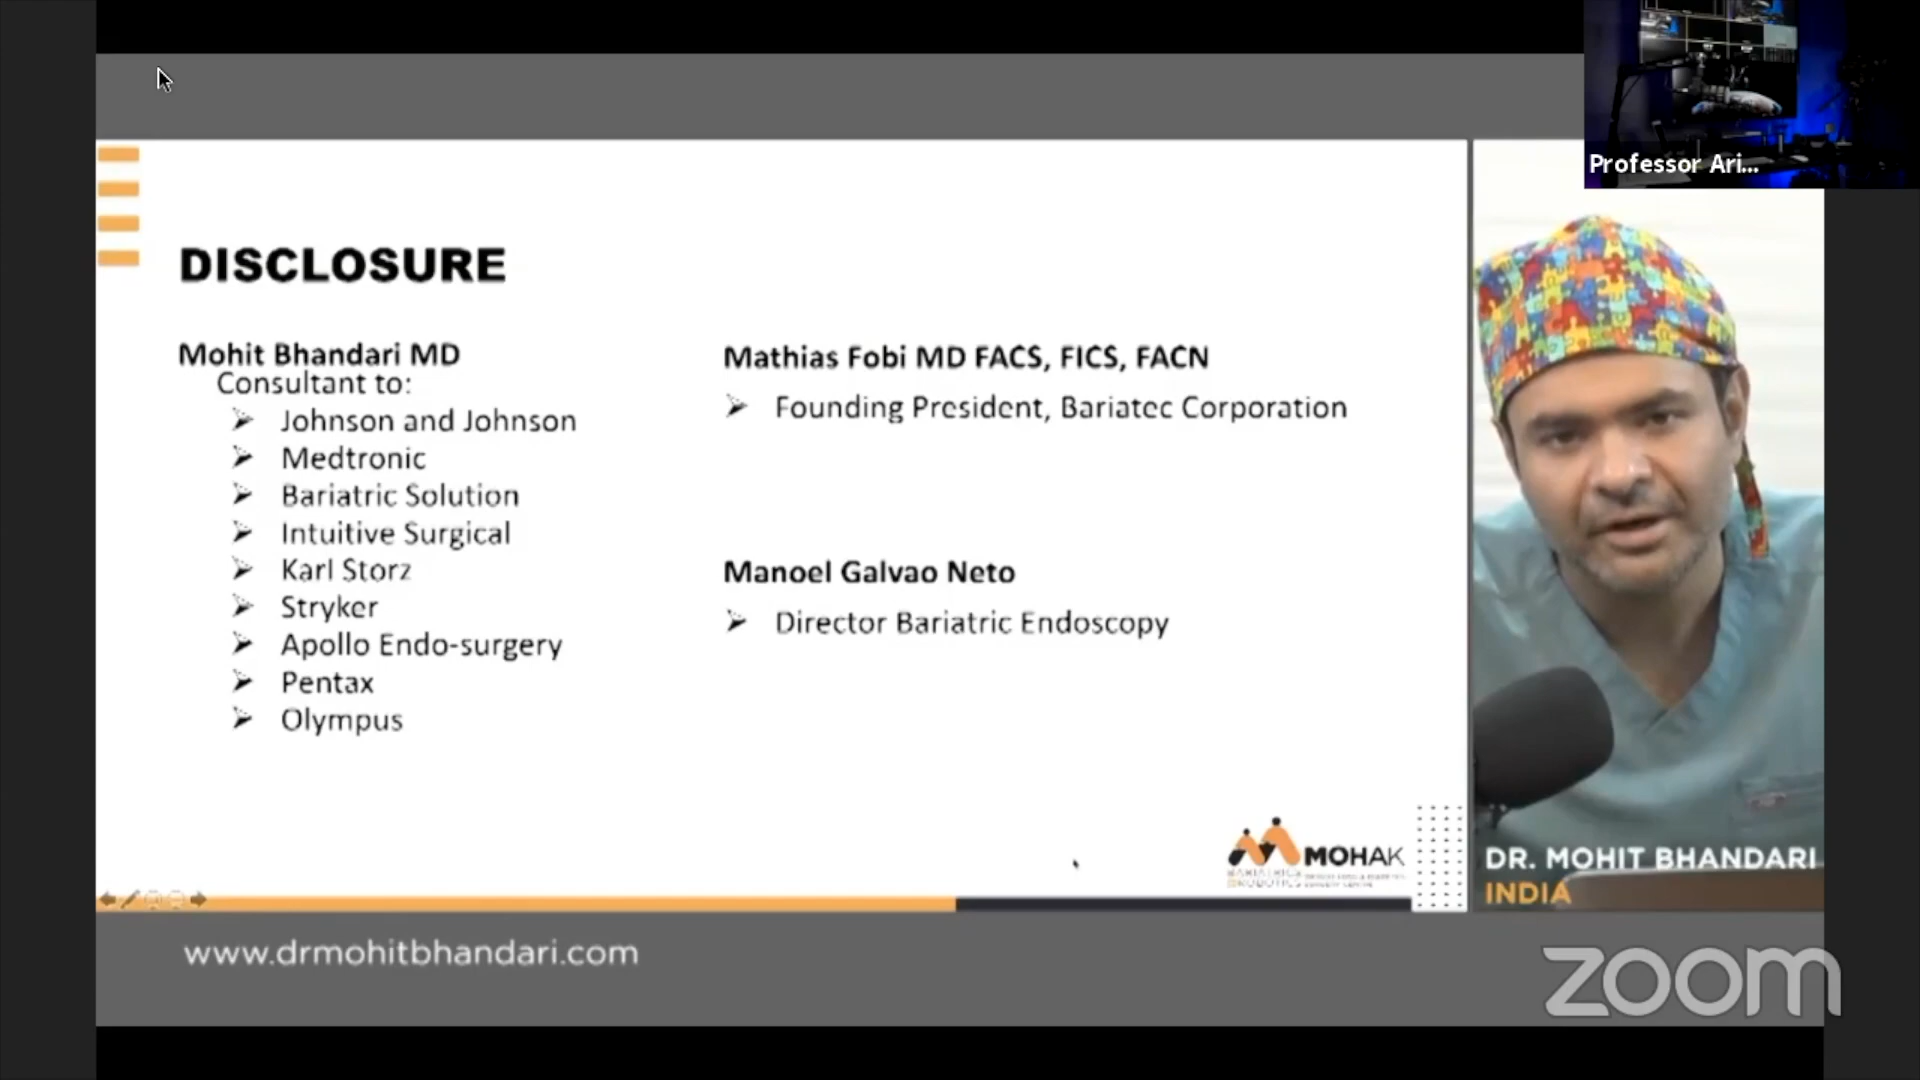 Professor Ari...
DISCLOSURE
Mohit Bhandari MD
Consultant to:
Johnson and Johnson
Medtronic
Bariatric Solution
Intuitive Surgical
Karl Storz
Stryker
Apollo Endo-surgery
Pentax
Olympus
Mathias Fobi MD FACS, FICS, FACN
Founding President, Bariatec Corporation
Manoel Galvao Neto
Director Bariatric Endoscopy
MOHAK
BARIATRICS
&ROBOTICS
DR. MOHIT BHANDARI
INDIA
www.drmohitbhandari.com
zoom